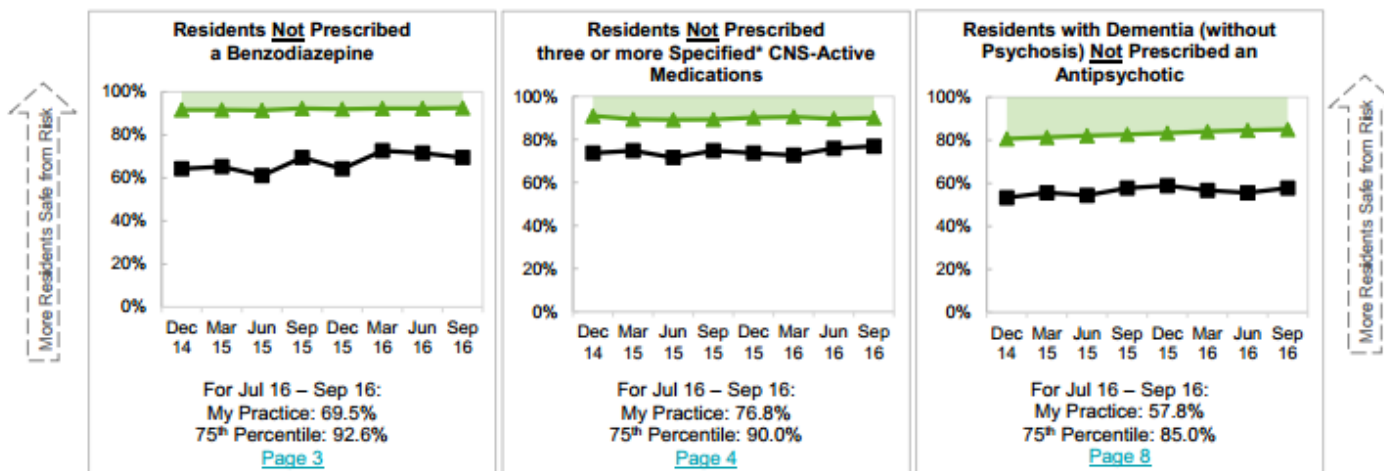 More Residents Safe from Risk
Residents Not Prescribed
a Benzodiazepine
100%
80%
60%
40%
20%
0%
Dec Mar Jun Sep Dec Mar Jun Sep
14 15 15 15 15 16 16 16
For Jul 16 – Sep 16:
My Practice: 69.5%
75th Percentile: 92.6%
Page 3
Residents Not Prescribed
three or more Specified* CNS-Active
Medications
100%
80%
60%
40%
20%
0%
Dec Mar Jun Sep Dec Mar Jun Sep
14 15 15 15 15 16 16 16
For Jul 16 – Sep 16:
My Practice: 76.8%
75th Percentile: 90.0%
Page 4
Residents with Dementia (without
Psychosis) Not Prescribed an
Antipsychotic
100%
80%
60%
40%
20%
0%
Dec Mar Jun Sep Dec Mar Jun Sep
14 15 15 15 15 16 16 16
For Jul 16 – Sep 16:
My Practice: 57.8%
75th Percentile: 85.0%
Page 8
More Residents Safe from Risk